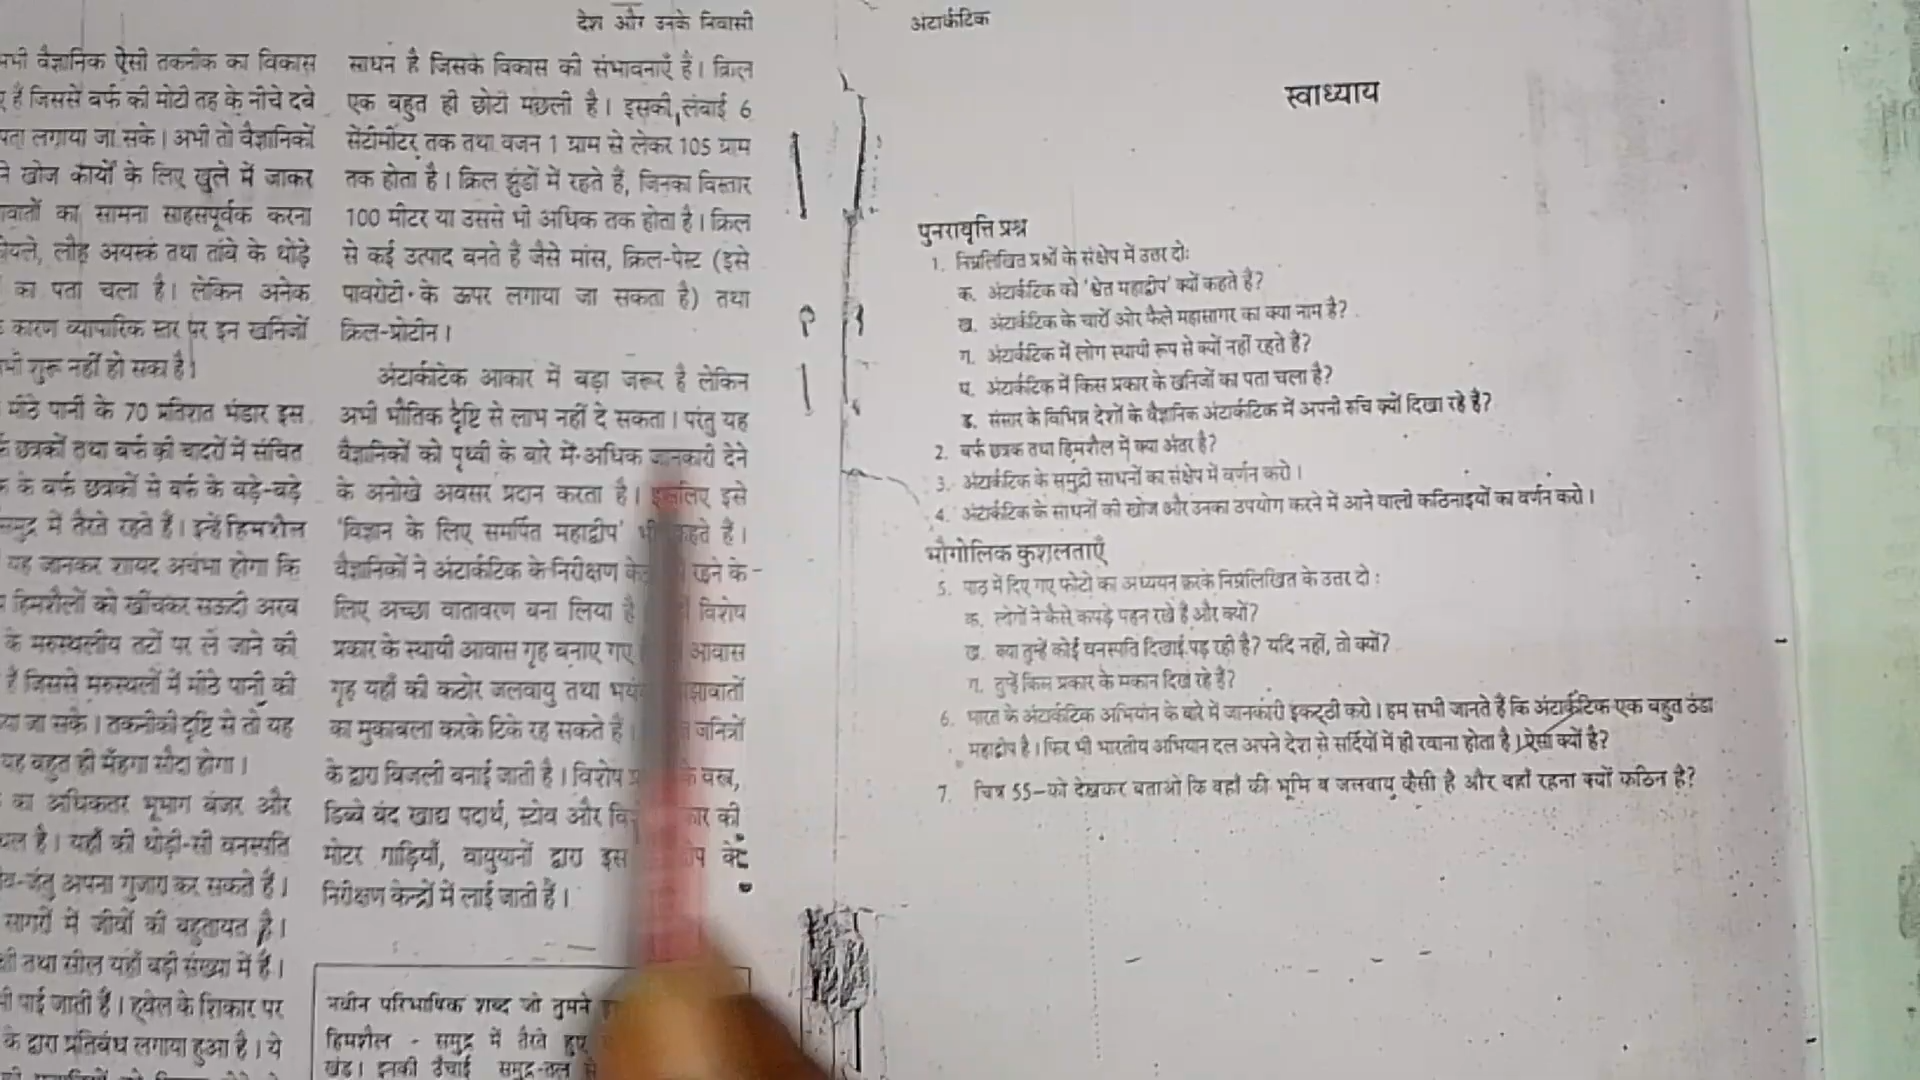 देश और उनके निवासी
वैज्ञानिक ऐसी तकनीक का विकास
हैं जिससे बर्फ की मोटी तह के नीचे दबे
पता लगाया जा सके। अभी तो वैज्ञानिकों
खोज कार्यों के लिए खुले में जाकर
का सामना साहसपूर्वक करना
लौह अयस्क तथा तांबे के थोड़े
का पता चला है। लेकिन अनेक
कारण व्यापारिक स्तर पर इन खनिजों
शुरू नहीं हो सका है।
मीठे पानी के 70 प्रतिशत भंडार इस
छत्रकों तथा बर्फ की चादरों में संचित
के बर्फ छत्रकों से बर्फ के बड़े-बड़े
समुद्र में तैरते रहते हैं। इन्हें हिमशैल
यह जानकर शायद अचंभा होगा कि
हिमशैलों को खींचकर सऊदी अरब
के मरुस्थलीय तटों पर ले जाने की
हैं जिससे मरुस्थलों में मीठे पानी की
जा सके। तकनीकी दृष्टि से तो यह
यह बहुत ही मँहगा सौदा होगा।
का अधिकतर भूभाग बंजर और
है। यहाँ की थोड़ी-सी वनस्पति
अपना गुजारा कर सकते हैं।
सागरों में जीवों की बहुतायत है।
तथा सील यहाँ बड़ी संख्या में हैं।
पाई जाती हैं। ह्वेल के शिकार पर
के द्वारा प्रतिबंध लगाया हुआ है। ये
साधन है जिसके विकास की संभावनाएँ हैं। क्रिल
एक बहुत ही छोटी मछली है। इसकी लंबाई 6
सेंटीमीटर तक तथा वजन 1 ग्राम से लेकर 105 ग्राम
तक होता है। क्रिल झुंडों में रहते हैं, जिनका विस्तार
100 मीटर या उससे भी अधिक तक होता है। क्रिल
से कई उत्पाद बनते हैं जैसे मांस, क्रिल-पेस्ट (इसे
पावरोटी के ऊपर लगाया जा सकता है) तथा
क्रिल-प्रोटीन।
अंटार्कटिक आकार में बड़ा जरूर है लेकिन
अभी भौतिक दृष्टि से लाभ नहीं दे सकता। परंतु यह
वैज्ञानिकों को पृथ्वी के बारे में अधिक जानकारी देने
के अनोखे अवसर प्रदान करता है। इसलिए इसे
'विज्ञान के लिए समर्पित महाद्वीप' भी कहते हैं।
वैज्ञानिकों ने अंटार्कटिक के निरीक्षण रहने के
लिए अच्छा वातावरण बना लिया है विशेष
प्रकार के स्थायी आवास गृह बनाए गए आवास
गृह यहाँ की कठोर जलवायु तथा
का मुकाबला करके टिके रह सकते हैं। जनित्रों
के द्वारा बिजली बनाई जाती है। विशेष के वस्त्र,
डिब्बे बंद खाद्य पदार्थ, स्टोव और की
मोटर गाड़ियाँ, वायुयानों द्वारा इस के
निरीक्षण केन्द्रों में लाई जाती हैं।
नवीन परिभाषिक शब्द जो तुमने
हिमशैल - समुद्र में तैरते हुए
खंड। इनकी ऊँचाई समुद्र-तल से
अंटार्कटिक
स्वाध्याय
पुनरावृत्ति प्रश्न
1. निम्नलिखित प्रश्नों के संक्षेप में उत्तर दो:
क. अंटार्कटिक को 'श्वेत महाद्वीप' क्यों कहते हैं?
ख. अंटार्कटिक के चारों ओर फैले महासागर का क्या नाम है?
ग. अंटार्कटिक में लोग स्थायी रूप से क्यों नहीं रहते हैं?
घ. अंटार्कटिक में किस प्रकार के खनिजों का पता चला है?
ङ. संसार के विभिन्न देशों के वैज्ञानिक अंटार्कटिक में अपनी रुचि क्यों दिखा रहे हैं?
2. बर्फ छत्रक तथा हिमशैल में क्या अंतर है?
3. अंटार्कटिक के समुद्री साधनों का संक्षेप में वर्णन करो।
4. अंटार्कटिक के साधनों की खोज और उनका उपयोग करने में आने वाली कठिनाइयों का वर्णन करो।
भौगोलिक कुशलताएँ
5. पाठ में दिए गए फोटो का अध्ययन करके निम्नलिखित के उत्तर दो :
क. लोगों ने कैसे कपड़े पहन रखे हैं और क्यों?
ख. क्या तुम्हें कोई वनस्पति दिखाई पड़ रही है? यदि नहीं, तो क्यों?
ग. तुम्हें किस प्रकार के मकान दिख रहे हैं?
6. भारत के अंटार्कटिक अभियान के बारे में जानकारी इकट्ठी करो। हम सभी जानते हैं कि अंटार्कटिक एक बहुत ठंडा
महाद्वीप है। फिर भी भारतीय अभियान दल अपने देश से सर्दियों में ही रवाना होता है। ऐसा क्यों है?
7. चित्र 55-को देखकर बताओ कि वहाँ की भूमि व जलवायु कैसी है और वहाँ रहना क्यों कठिन है?